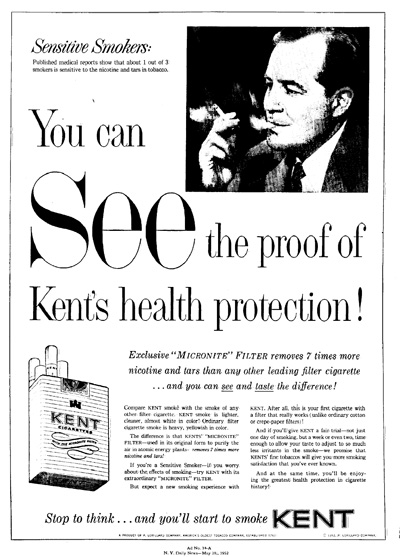 Sensitive Smokers:
Published medical reports show that about 1 out of 3
smokers is sensitive to the nicotine and tars in tobacco.
You can
See
the proof of
Kent's health protection!
Exclusive "MICRONITE" FILTER removes 7 times more
nicotine and tars than any other leading filter cigarette
...and you can see and taste the difference!
KENT
CIGARETTES
WITH THE MICRONITE FILTER
Compare KENT smoke with the smoke of any
other filter cigarette. KENT smoke is lighter,
cleaner, almost white in color! Ordinary filter
cigarette smoke is heavy, yellowish in color.
The difference is that KENTS' "MICRONITE"
FILTER—used in its original form to purify the
air in atomic energy plants—removes 7 times more
nicotine and tars!
If you're a Sensitive Smoker—if you worry
about the effects of smoking—try KENT with its
extraordinary "MICRONITE" FILTER.
But expect a new smoking experience with
KENT. After all, this is your first cigarette with
a filter that really works (unlike ordinary cotton
or crepe-paper filters)!
And if you'll give KENT a fair trial—not just
one day of smoking, but a week or even two, time
enough to allow your taste to adjust to so much
less irritants in the smoke—we promise that
KENTS' fine tobaccos will give you more smoking
satisfaction that you've ever known.
And at the same time, you'll be enjoy-
ing the greatest health protection in cigarette
history!
Stop to think...and you'll start to smoke KENT
A PRODUCT OF P. LORILLARD COMPANY, AMERICA'S OLDEST TOBACCO COMPANY, ESTABLISHED 1760
© 1952, P. LORILLARD COMPANY
Ad No. 18-A
N. Y. Daily News—May 1952